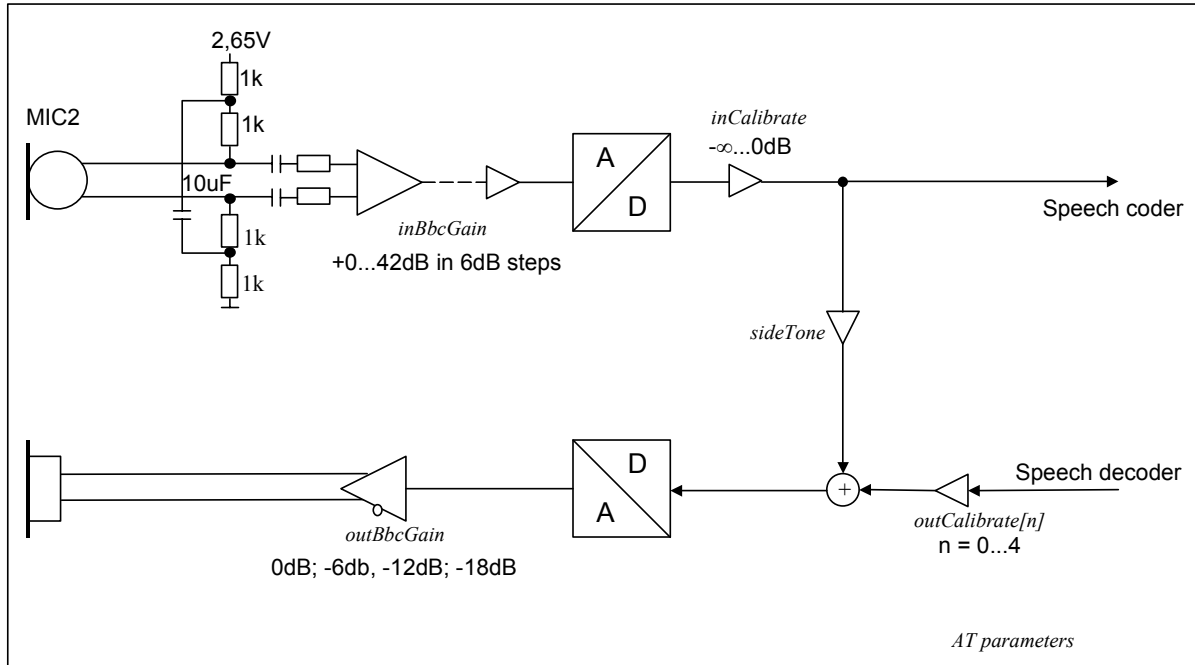 2,65V
1k
1k
MIC2
10uF
1k
1k
inBbcGain
+0...42dB in 6dB steps
A
D
inCalibrate
-∞...0dB
Speech coder
sideTone
D
A
+
Speech decoder
outCalibrate[n]
n = 0...4
outBbcGain
0dB; -6db, -12dB; -18dB
AT parameters